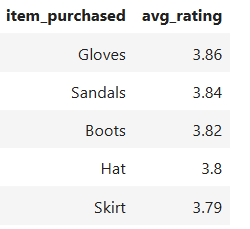 item_purchased avg_rating
Gloves 3.86
Sandals 3.84
Boots 3.82
Hat 3.8
Skirt 3.79